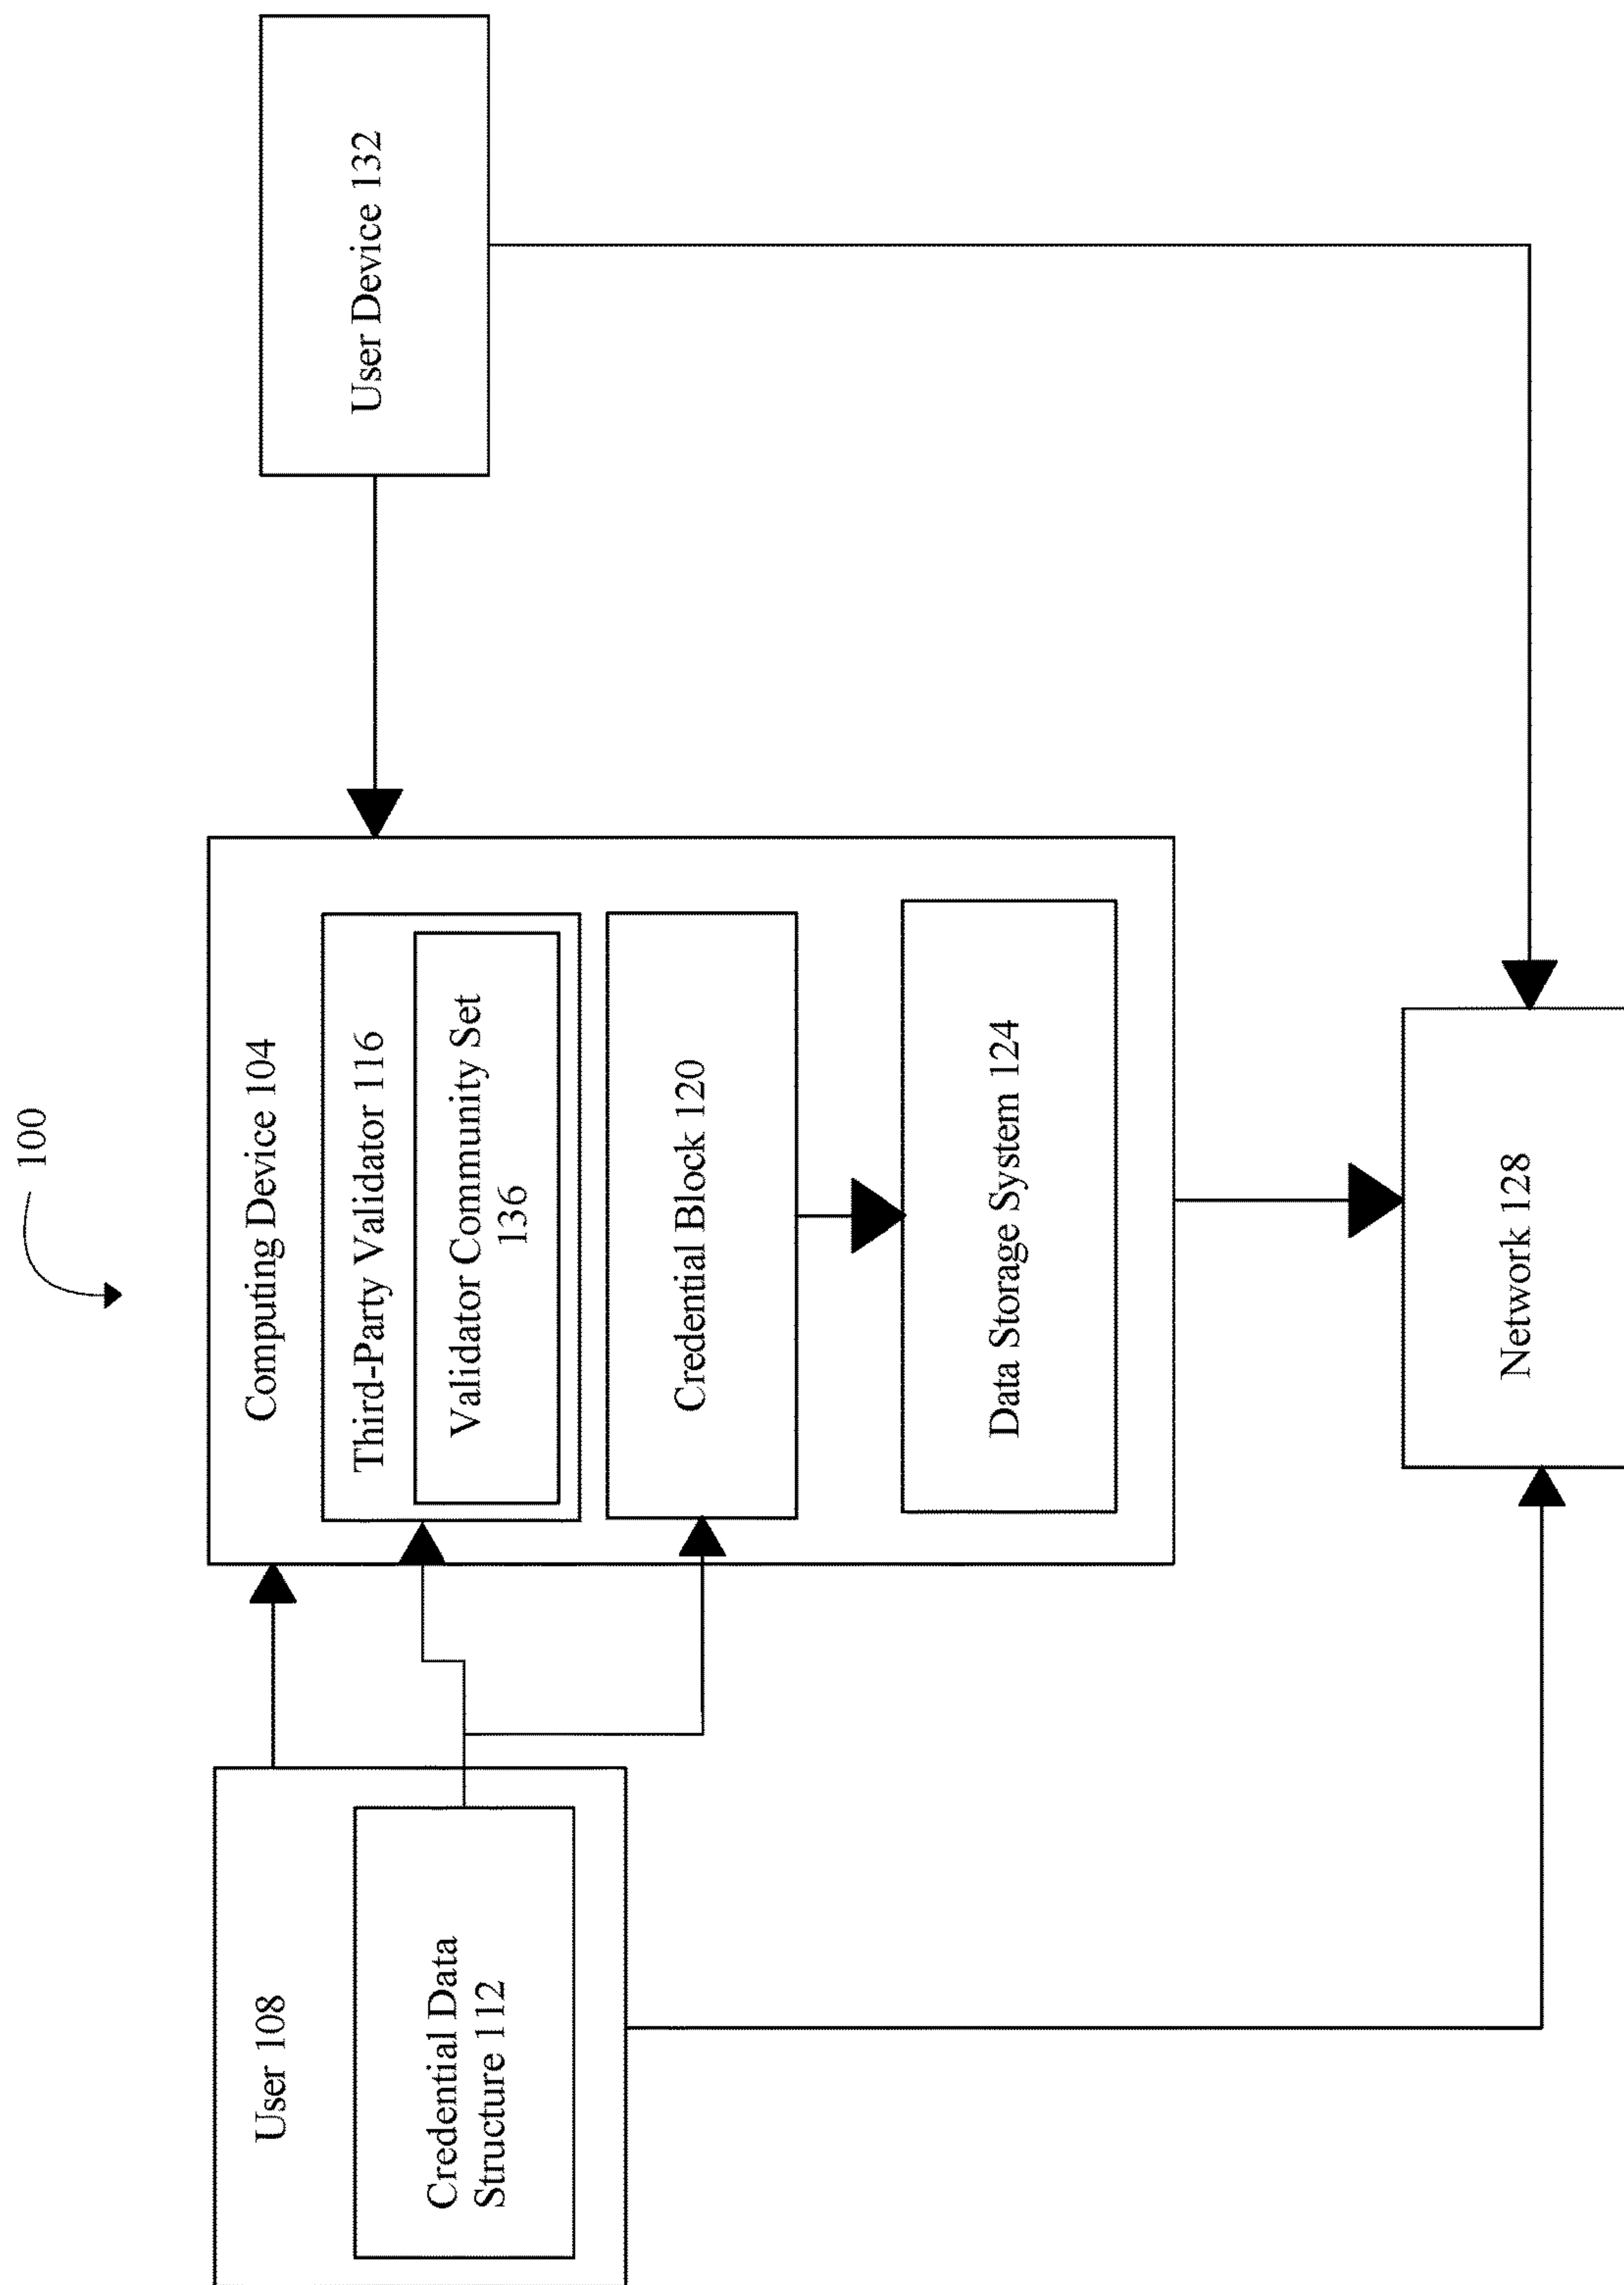 100
User 108
Credential Data
Structure 112
Computing Device 104
Third-Party Validator 116
Validator Community Set
136
Credential Block 120
Data Storage System 124
User Device 132
Network 128